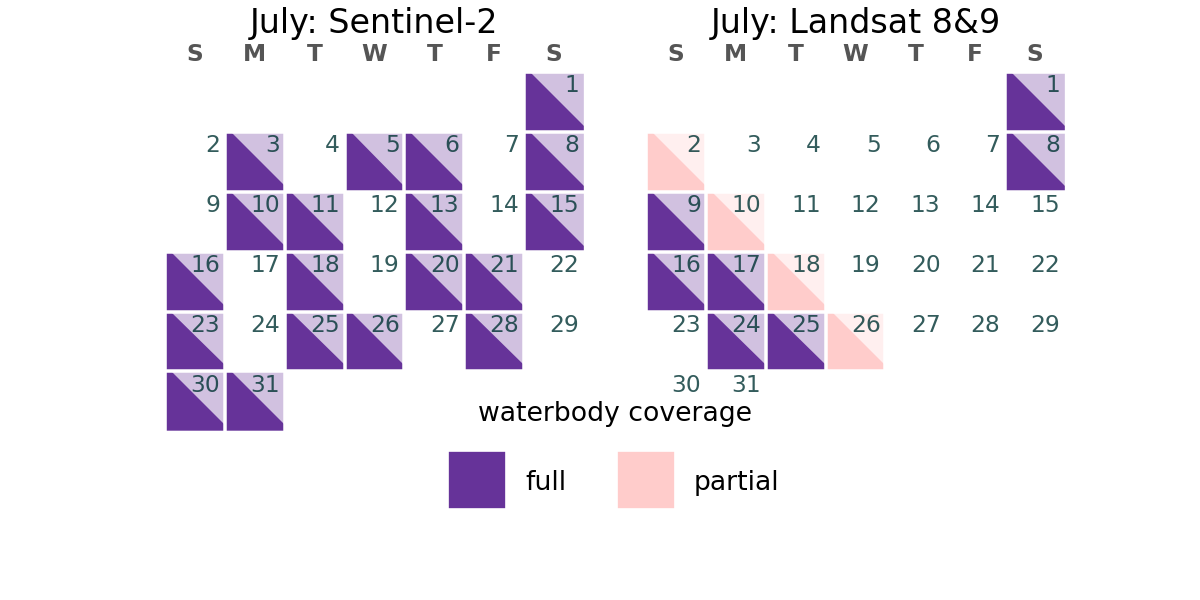 July: Sentinel-2
S M T W T F S
1
2 3 4 5 6 7 8
9 10 11 12 13 14 15
16 17 18 19 20 21 22
23 24 25 26 27 28 29
30 31
July: Landsat 8&9
S M T W T F S
1
2 3 4 5 6 7 8
9 10 11 12 13 14 15
16 17 18 19 20 21 22
23 24 25 26 27 28 29
30 31
waterbody coverage
full partial